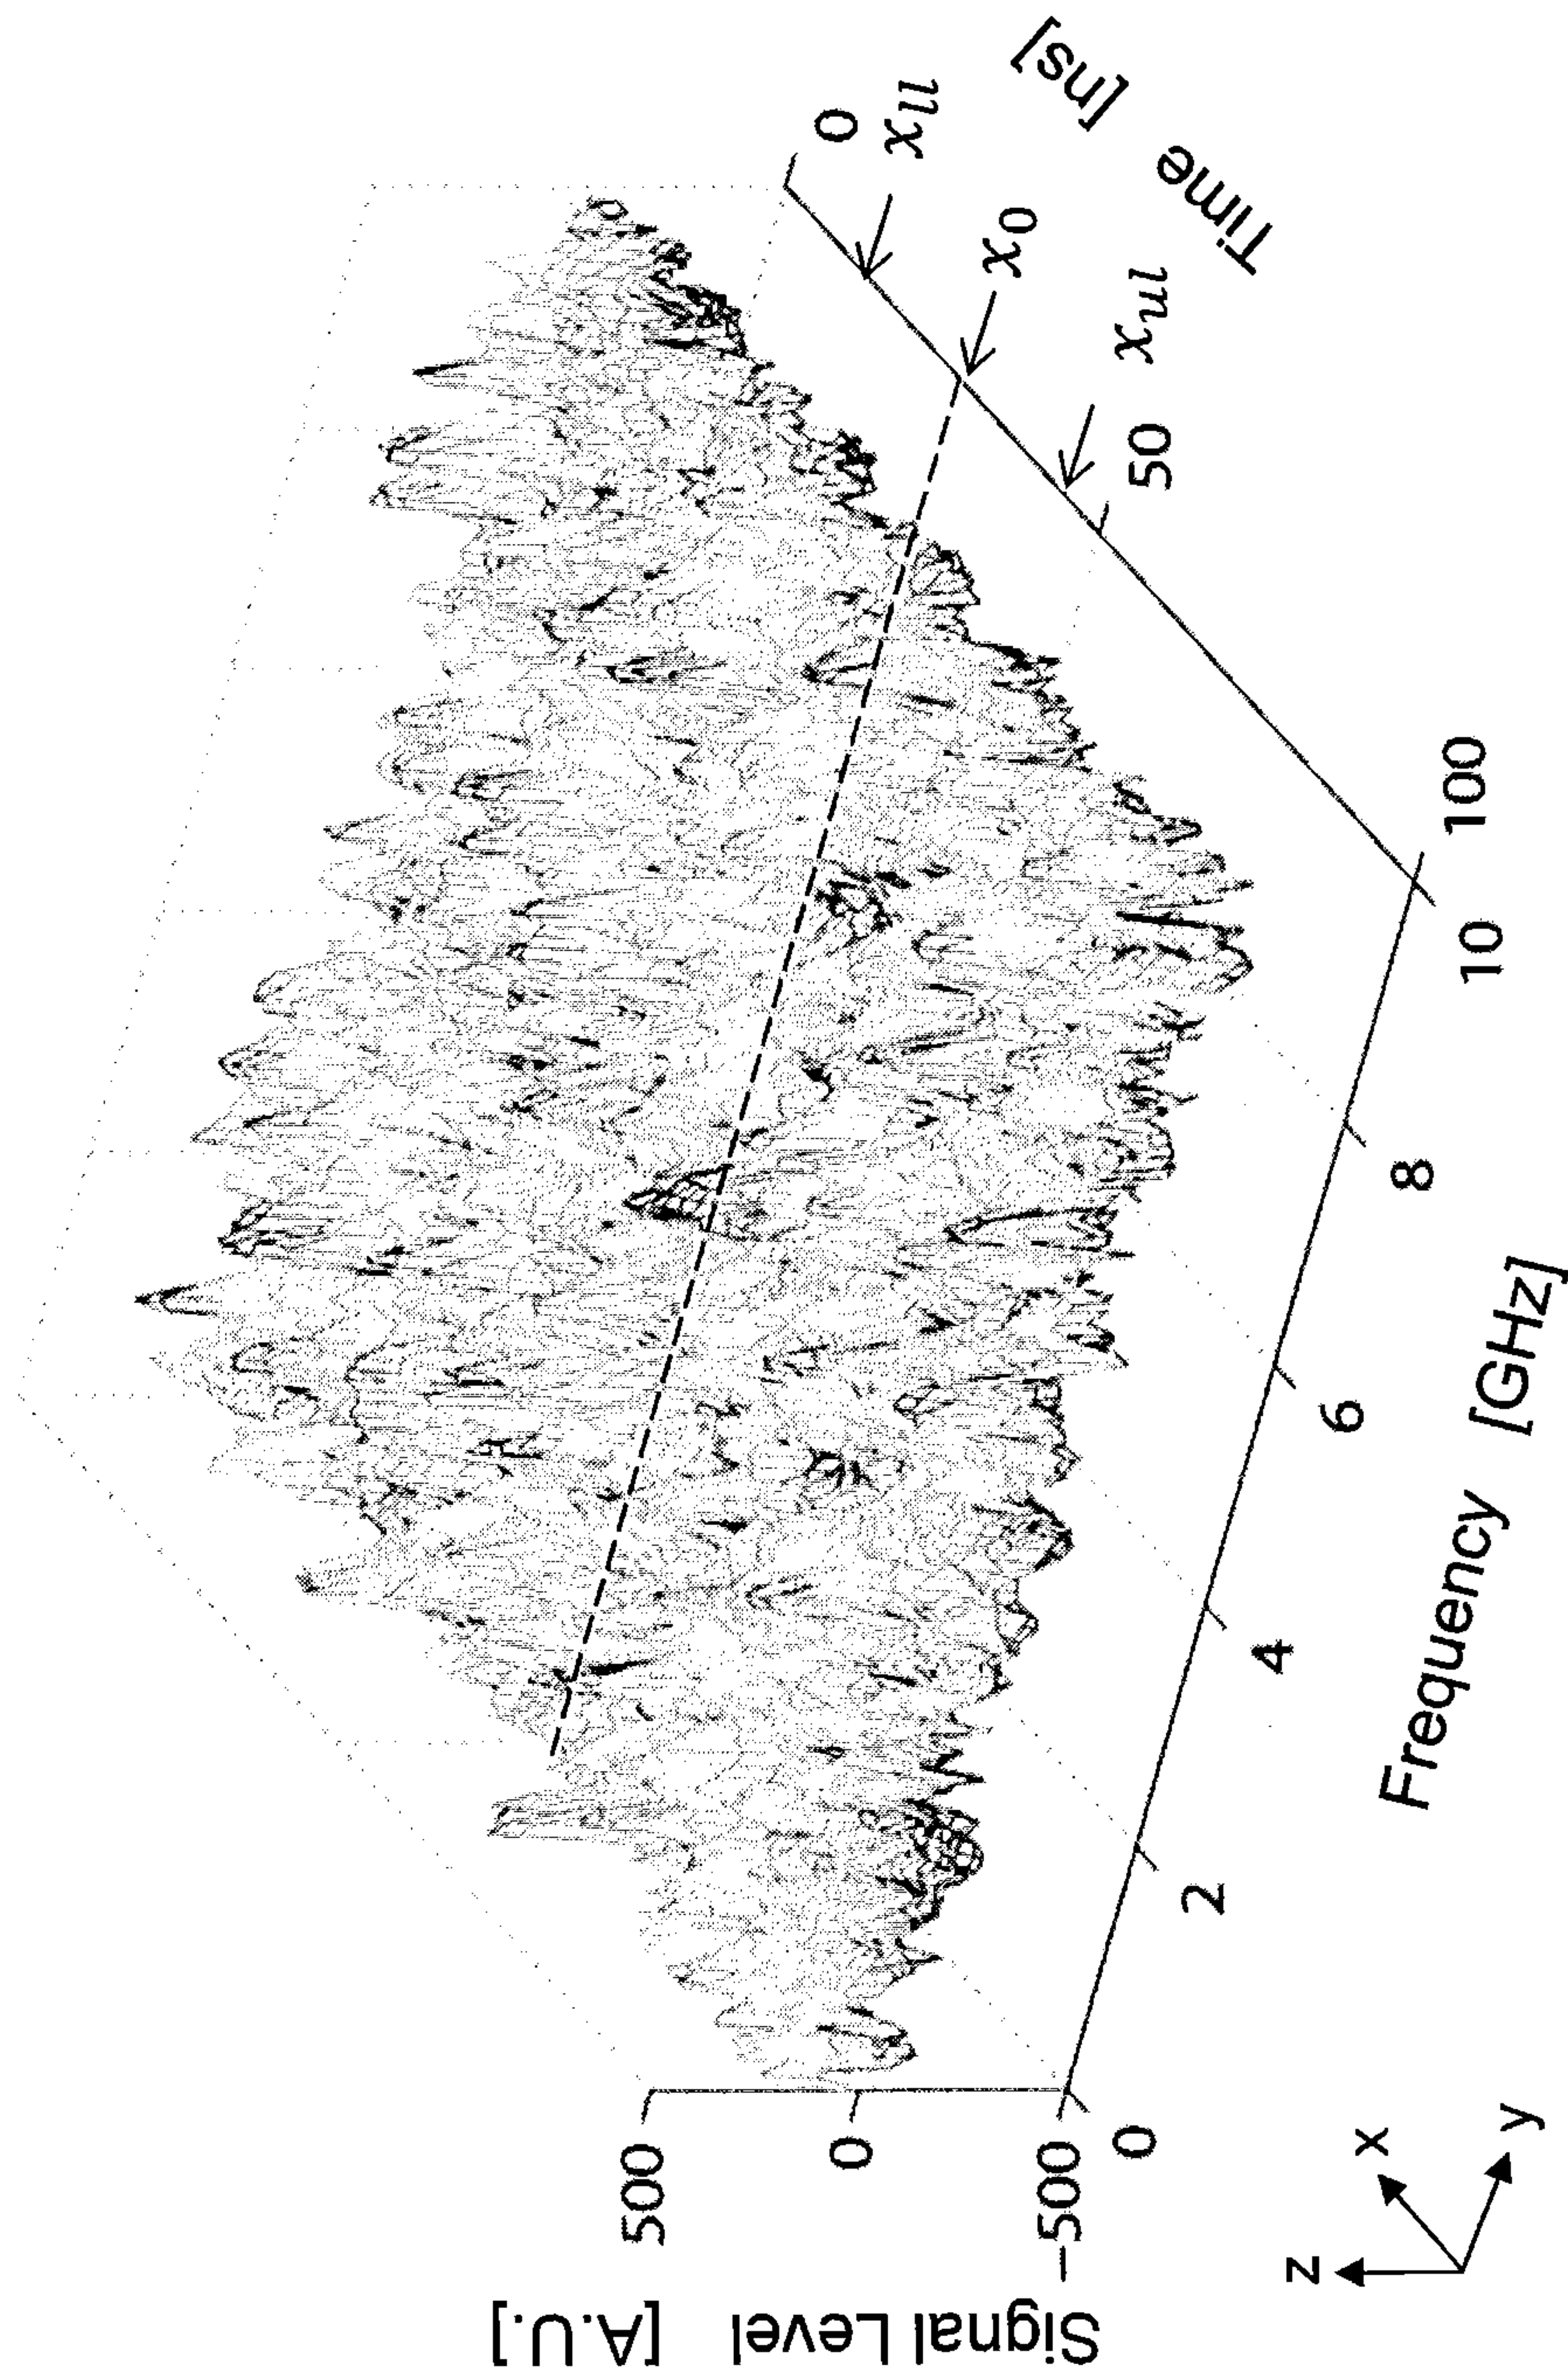 Signal Level [A.U.]
500
0
−500
0
2
4
6
8
10
Frequency [GHz]
100
50
0
Time [ns]
x_ll
x_0
x_ul
z
x
y